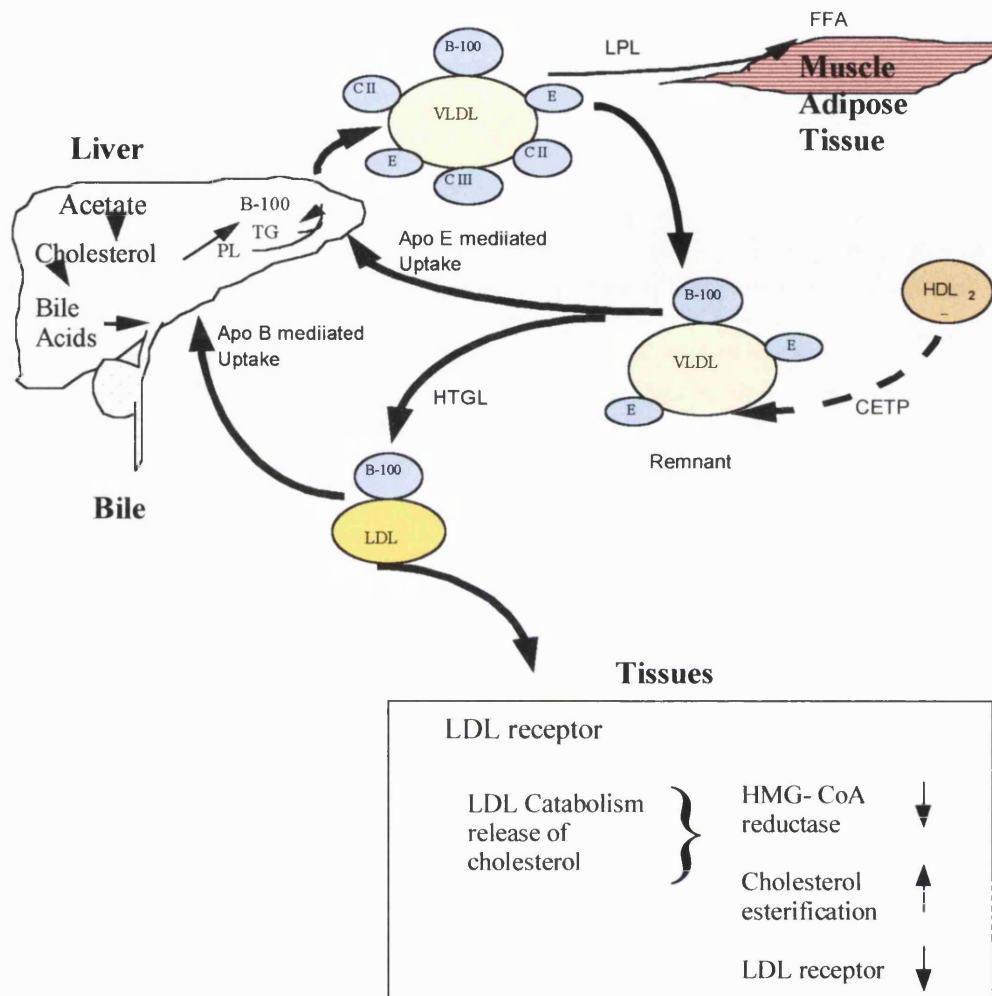 FFA
LPL
Muscle
Adipose
Tissue
B-100
C II
E
VLDL
E
C II
C III
Liver
Acetate
Cholesterol
Bile
Acids
B-100
TG
PL
Apo E mediiated
Uptake
Apo B mediiated
Uptake
B-100
E
VLDL
E
Remnant
HDL 2
CETP
HTGL
B-100
LDL
Bile
Tissues
LDL receptor
LDL Catabolism
release of
cholesterol
HMG- CoA
reductase
Cholesterol
esterification
LDL receptor